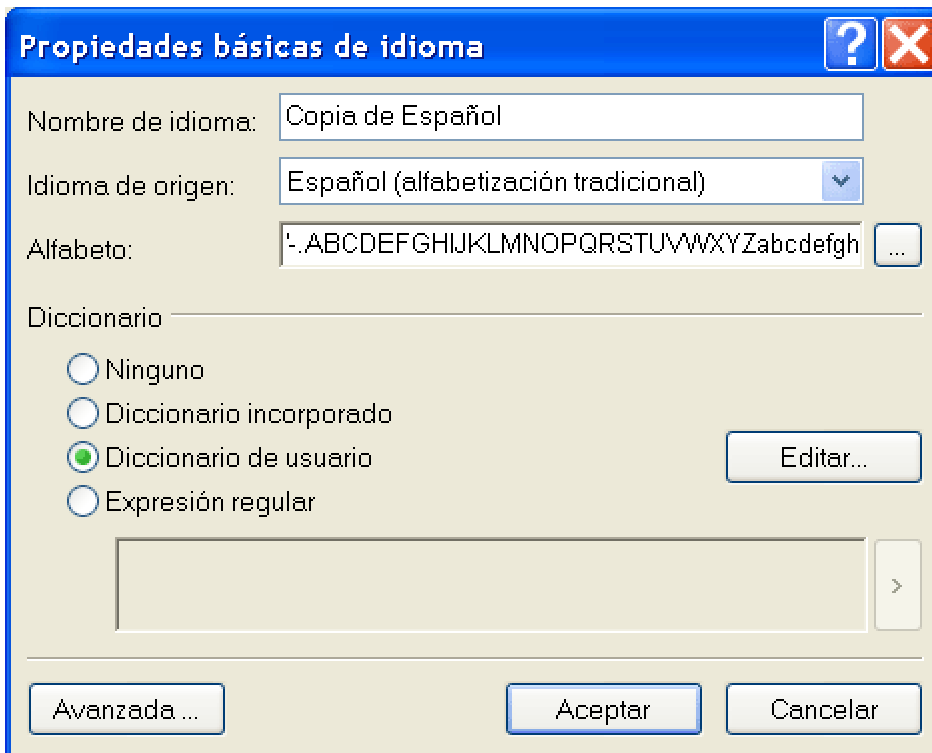 Propiedades básicas de idioma
Nombre de idioma: Copia de Español
Idioma de origen: Español (alfabetización tradicional)
Alfabeto: '-.ABCDEFGHIJKLMNOPQRSTUVWXYZabcdefgh ...
Diccionario
Ninguno
Diccionario incorporado
Diccionario de usuario Editar...
Expresión regular
>
Avanzada ... Aceptar Cancelar